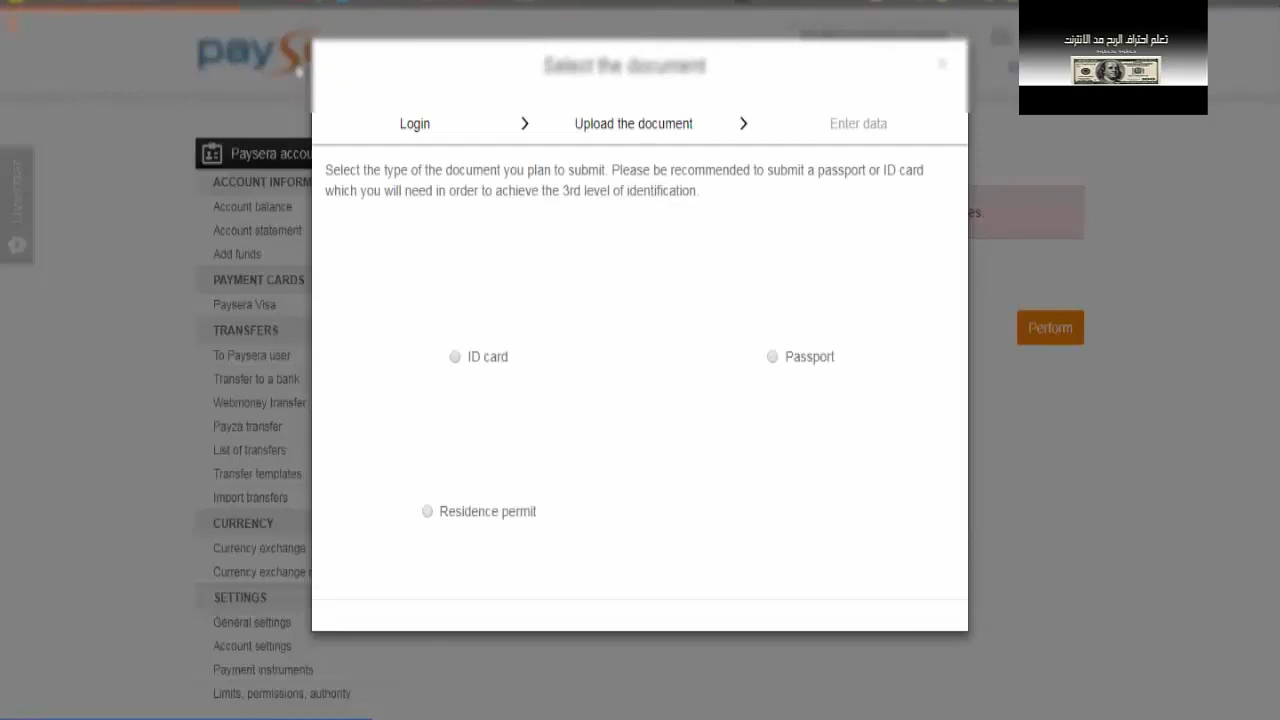 pay
Select the document
Login
Upload the document
Enter data
Select the type of the document you plan to submit. Please be recommended to submit a passport or ID card
which you will need in order to achieve the 3rd level of identification.
ID card
Passport
Residence permit
Paysera accou
ACCOUNT INFORM
Account balance
Account statement
Add funds
PAYMENT CARDS
Paysera Visa
TRANSFERS
To Paysera user
Transfer to a bank
Webmoney transfer
Payza transfer
List of transfers
Transfer templates
Import transfers
CURRENCY
Currency exchange
Currency exchange
SETTINGS
General settings
Account settings
Payment instruments
Limits, permissions, authority
es.
Perform
تعلم احتراف الربح مد الانترنت